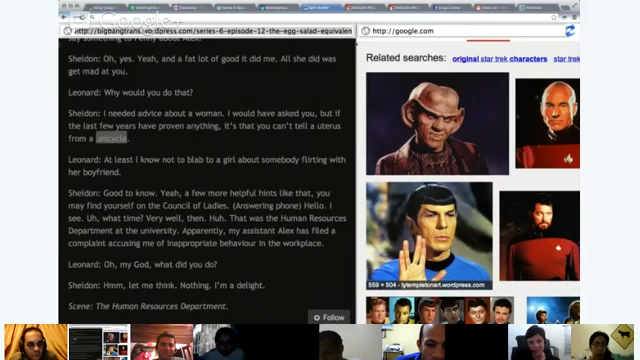 http://bigbangtrans.wordpress.com/series-6-episode-12-the-egg-salad-equivalen
http://google.com
say something to Penny about Alex!
Related searches: original star trek characters star trek
Sheldon: Oh, yes. Yeah, and a fat lot of good it did me. All she did was
get mad at you.
Leonard: Why would you do that?
Sheldon: I needed advice about a woman. I would have asked you, but if
the last few years have proven anything, it's that you can't tell a uterus
from a unicycle.
Leonard: At least I know not to blab to a girl about somebody flirting with
her boyfriend.
Sheldon: Good to know. Yeah, a few more helpful hints like that, you
may find yourself on the Council of Ladies. (Answering phone) Hello. I
see. Uh, what time? Very well, then. Huh. That was the Human Resources
Department at the university. Apparently, my assistant Alex has filed a
complaint accusing me of inappropriate behaviour in the workplace.
Leonard: Oh, my God, what did you do?
Sheldon: Hmm, let me think. Nothing. I'm a delight.
Scene: The Human Resources Department.
Follow
559 × 504 - tytempletonart.wordpress.com